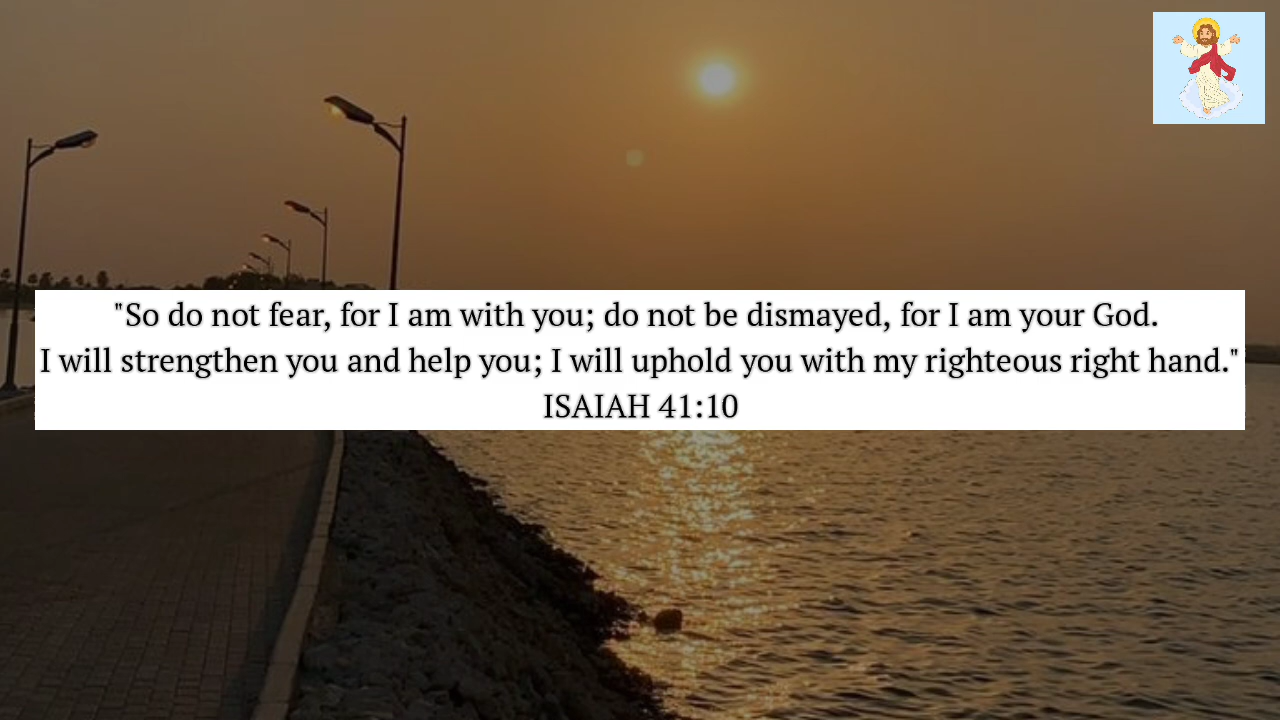 "So do not fear, for I am with you; do not be dismayed, for I am your God.
I will strengthen you and help you; I will uphold you with my righteous right hand."
ISAIAH 41:10